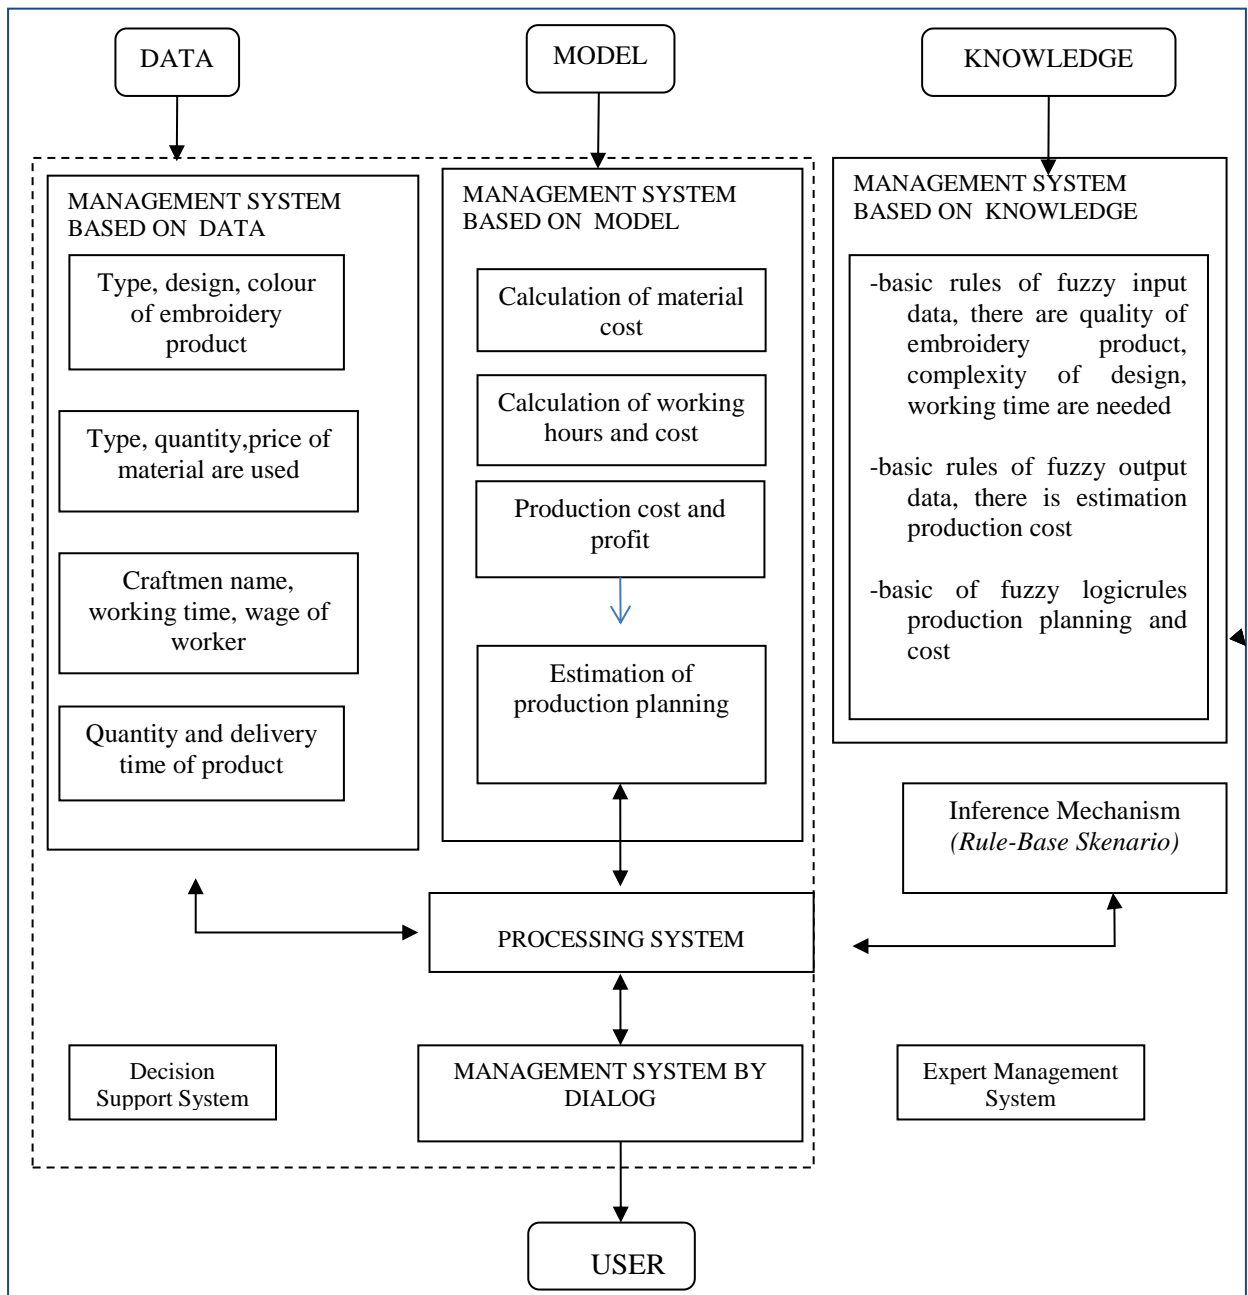 DATA
MODEL
KNOWLEDGE
MANAGEMENT SYSTEM
BASED ON DATA
Type, design, colour
of embroidery
product
Type, quantity,price of
material are used
Craftmen name,
working time, wage of
worker
Quantity and delivery
time of product
MANAGEMENT SYSTEM
BASED ON MODEL
Calculation of material
cost
Calculation of working
hours and cost
Production cost and
profit
Estimation of
production planning
MANAGEMENT SYSTEM
BASED ON KNOWLEDGE
-basic rules of fuzzy input
data, there are quality of
embroidery product,
complexity of design,
working time are needed
-basic rules of fuzzy output
data, there is estimation
production cost
-basic of fuzzy logicrules
production planning and
cost
Inference Mechanism
(Rule-Base Skenario)
PROCESSING SYSTEM
Decision
Support System
MANAGEMENT SYSTEM BY
DIALOG
Expert Management
System
USER